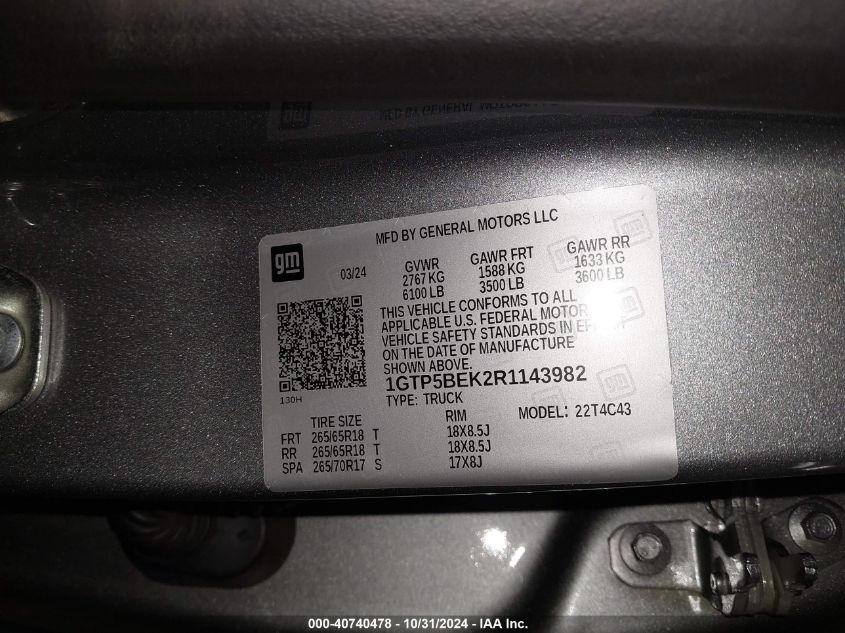 MFD BY GENERAL MOTORS LLC
gm
03/24
GVWR GAWR FRT GAWR RR
2767 KG 1588 KG 1633 KG
6100 LB 3500 LB 3600 LB
THIS VEHICLE CONFORMS TO ALL
APPLICABLE U.S. FEDERAL MOTOR
VEHICLE SAFETY STANDARDS IN EFFECT
ON THE DATE OF MANUFACTURE
SHOWN ABOVE.
1GTP5BEK2R1143982
130H
TYPE: TRUCK
MODEL: 22T4C43
TIRE SIZE RIM
FRT 265/65R18 T 18X8.5J
RR 265/65R18 T 18X8.5J
SPA 265/70R17 S 17X8J
000-40740478 - 10/31/2024 - IAA Inc.